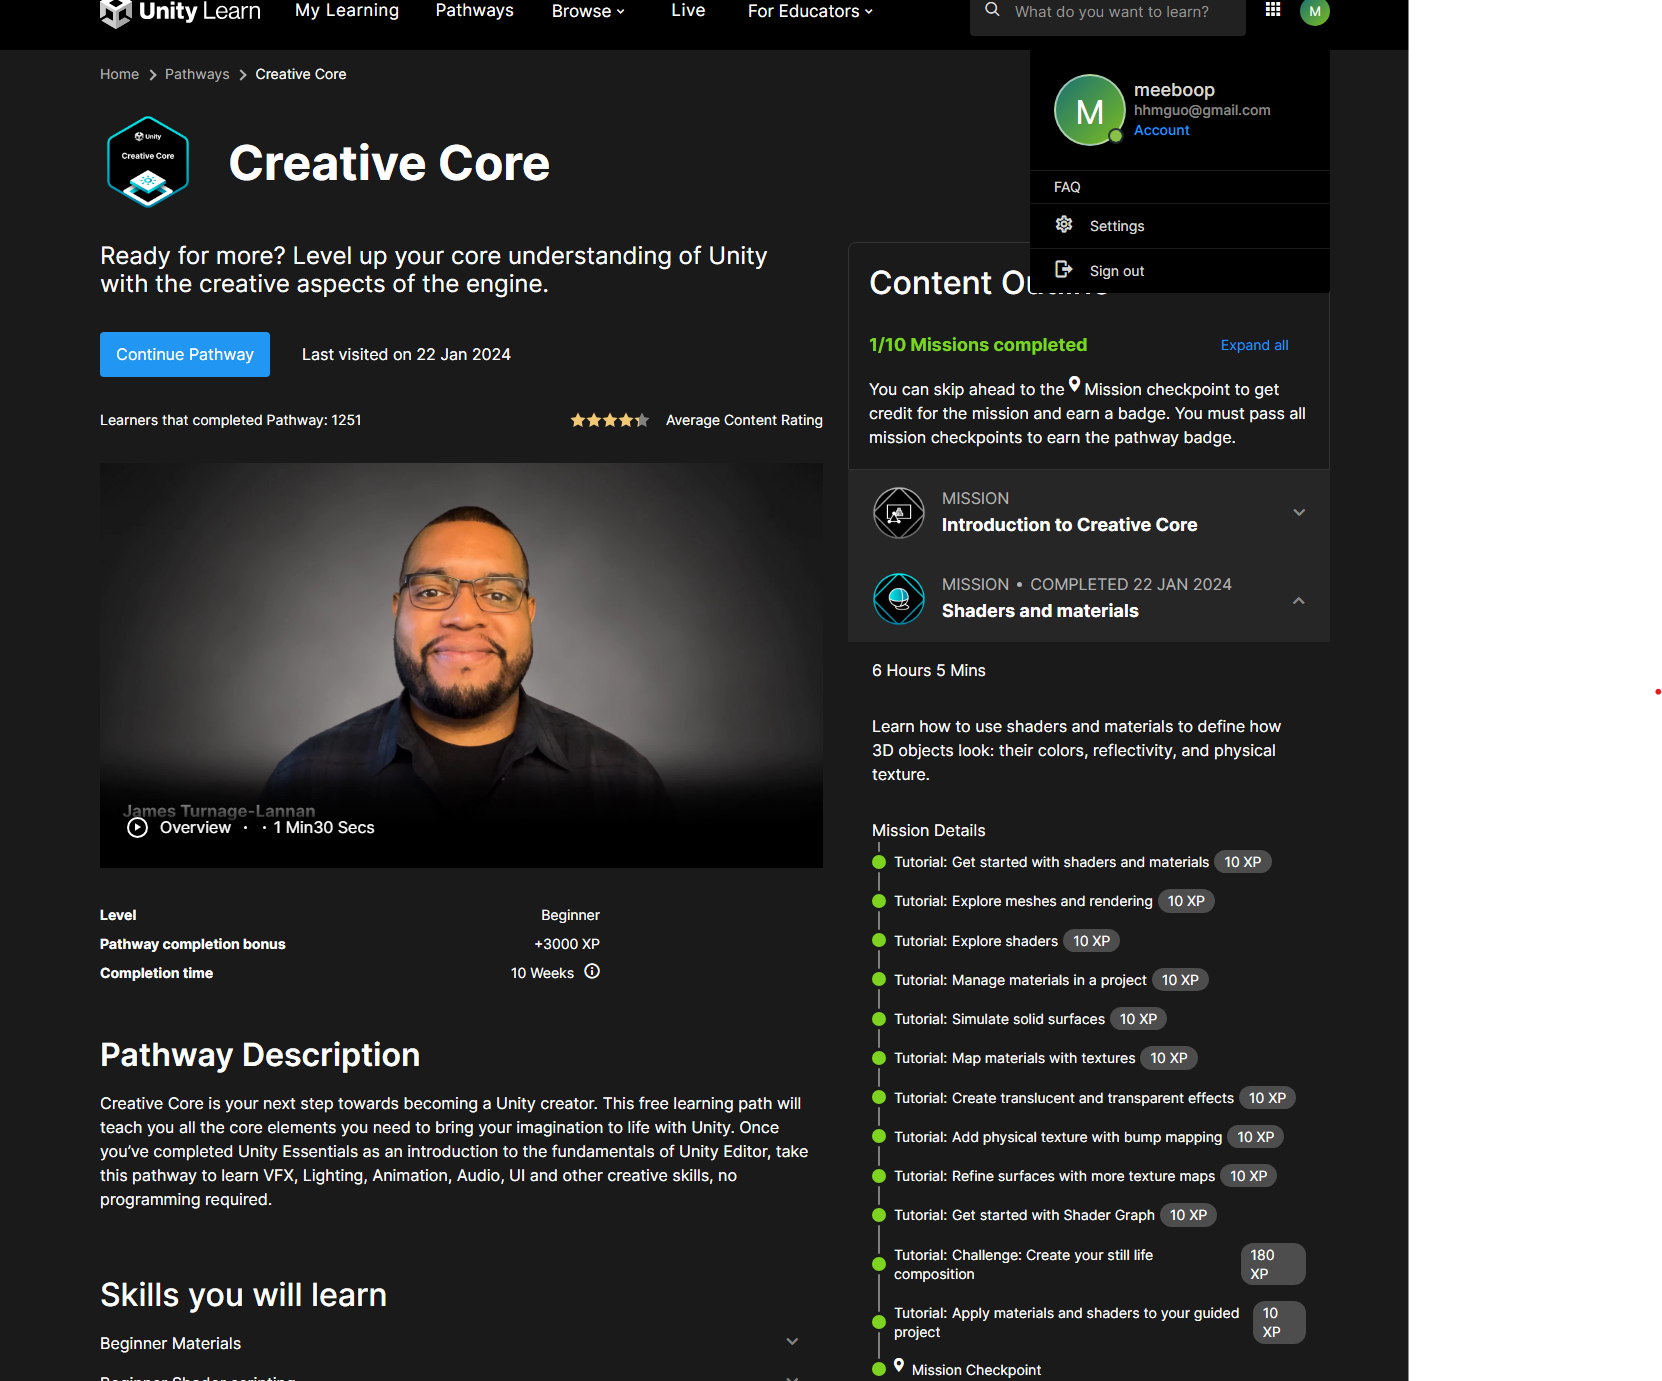 Unity Learn
My Learning
Pathways
Browse
Live
For Educators
What do you want to learn?
M
Home
Pathways
Creative Core
M
meeboop
hhmguo@gmail.com
Account
FAQ
Settings
Sign out
Unity
Creative Core
Creative Core
Ready for more? Level up your core understanding of Unity
with the creative aspects of the engine.
Continue Pathway
Last visited on 22 Jan 2024
Learners that completed Pathway: 1251
Average Content Rating
James Turnage-Lannan
Overview · · 1 Min30 Secs
Level Beginner
Pathway completion bonus +3000 XP
Completion time 10 Weeks
Pathway Description
Creative Core is your next step towards becoming a Unity creator. This free learning path will
teach you all the core elements you need to bring your imagination to life with Unity. Once
you’ve completed Unity Essentials as an introduction to the fundamentals of Unity Editor, take
this pathway to learn VFX, Lighting, Animation, Audio, UI and other creative skills, no
programming required.
Skills you will learn
Beginner Materials
Content
1/10 Missions completed
Expand all
You can skip ahead to the Mission checkpoint to get
credit for the mission and earn a badge. You must pass all
mission checkpoints to earn the pathway badge.
MISSION
Introduction to Creative Core
MISSION • COMPLETED 22 JAN 2024
Shaders and materials
6 Hours 5 Mins
Learn how to use shaders and materials to define how
3D objects look: their colors, reflectivity, and physical
texture.
Mission Details
Tutorial: Get started with shaders and materials 10 XP
Tutorial: Explore meshes and rendering 10 XP
Tutorial: Explore shaders 10 XP
Tutorial: Manage materials in a project 10 XP
Tutorial: Simulate solid surfaces 10 XP
Tutorial: Map materials with textures 10 XP
Tutorial: Create translucent and transparent effects 10 XP
Tutorial: Add physical texture with bump mapping 10 XP
Tutorial: Refine surfaces with more texture maps 10 XP
Tutorial: Get started with Shader Graph 10 XP
Tutorial: Challenge: Create your still life
composition
180
XP
Tutorial: Apply materials and shaders to your guided
project
10
XP
Mission Checkpoint